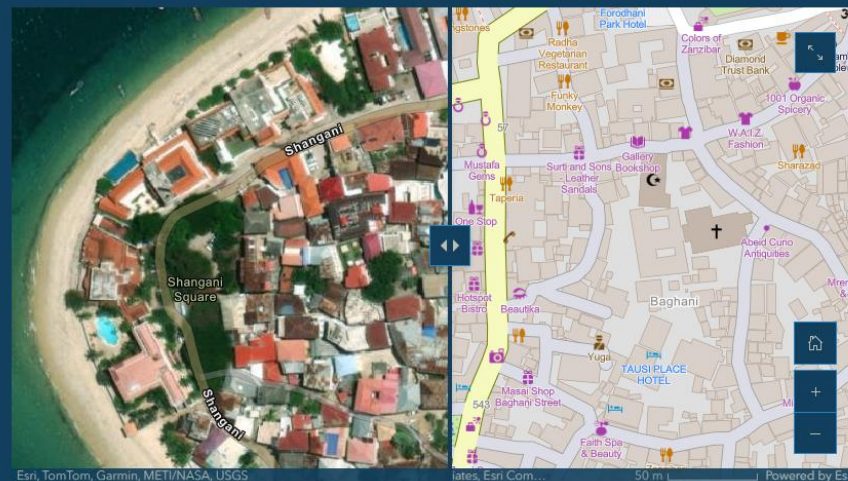 Shangani
Shangani
Square
Shangani
Esri, TomTom, Garmin, METI/NASA, USGS
Forodhani
Park Hotel
Colors of
Zanzibar
Radha
Vegetarian
Restaurant
Diamond
Trust Bank
Funky
Monkey
1001 Organic
Spicery
57
W.A.I.Z.
Fashion
Gallery
Bookshop
Surti and Sons
- Leather
Sandals
Sharazad
Mustafa
Gems
Taperia
One Stop
Abeid Curio
Antiquities
Baghani
Hotspot
Bistro
Beautika
Yuga
TAUSI PLACE
HOTEL
Masai Shop
Baghani Street
543
Faith Spa
& Beauty
50 m
Powered by Es